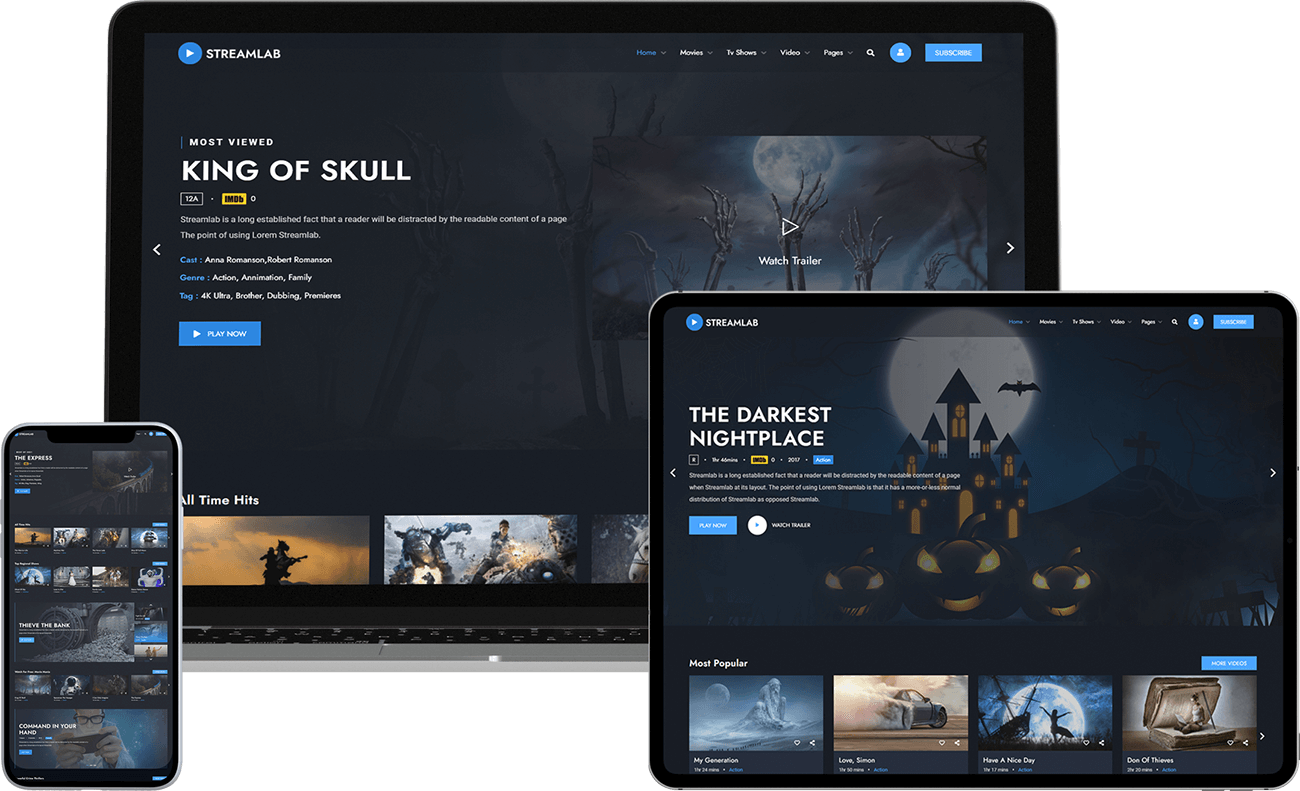 STREAMLAB
Home Movies Tv Shows Video Pages SUBSCRIBE
MOST VIEWED
KING OF SKULL
12A • IMDb 0
Streamlab is a long established fact that a reader will be distracted by the readable content of a page
The point of using Lorem Streamlab.
Cast : Anna Romanson,Robert Romanson
Genre : Action, Annimation, Family
Tag : 4K Ultra, Brother, Dubbing, Premieres
PLAY NOW
Watch Trailer
All Time Hits
STREAMLAB
Home Movies Tv Shows Video Pages SUBSCRIBE
THE DARKEST
NIGHTPLACE
R • 1hr 46mins • IMDb 0 • 2017 • Action
Streamlab is a long established fact that a reader will be distracted by the readable content of a page
when Streamlab at its layout. The point of using Lorem Streamlab is that it has a more-or-less normal
distribution of Streamlab as opposed Streamlab.
PLAY NOW WATCH TRAILER
Most Popular MORE VIDEOS
My Generation
1hr 24 mins • Action
Love, Simon
1hr 50 mins • Action
Have A Nice Day
1hr 17 mins • Action
Don Of Thieves
2hr 20 mins • Action
STREAMLAB
THE EXPRESS
All Time Hits
Top Regional Shows
THIEVE THE BANK
COMMAND IN YOUR
HAND